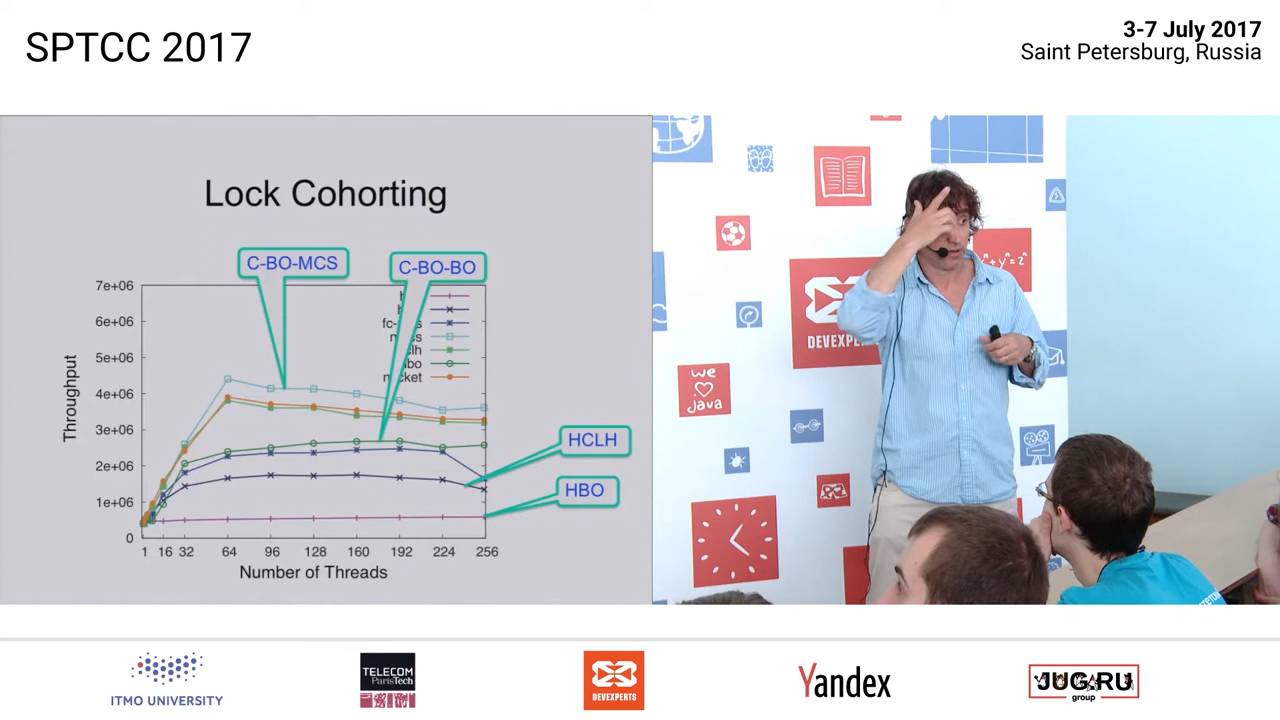 SPTCC 2017
3-7 July 2017
Saint Petersburg, Russia
Lock Cohorting
C-BO-MCS
C-BO-BO
HCLH
HBO
7e+06
6e+06
5e+06
4e+06
3e+06
2e+06
1e+06
0
Throughput
1 16 32 64 96 128 160 192 224 256
Number of Threads
DEVEXPERTS
we
java
ITMO UNIVERSITY
TELECOM
ParisTech
DEVEXPERTS
Yandex
JUG.RU
group